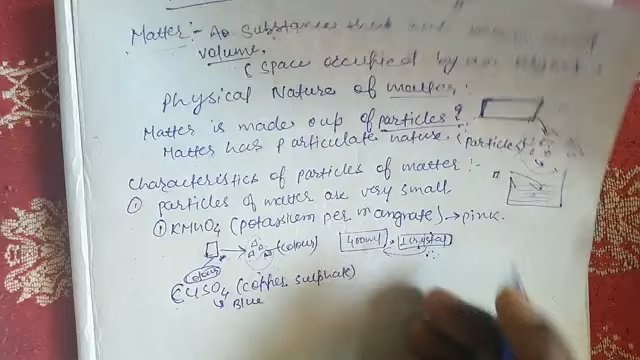 Matter :- A Substances
volume.
(Space occupied by
Physical Nature of matter :
Matter is made oup of particles ?
Matter has particulate nature. (particles)
Characteristics of particles of matter :-
① particles of matter are very small
① KMnO4 (potassium per mangnate) → pink.
(colour) 400ml 1 crystal
colour
CUSO4 (copper sulphate)
Blue